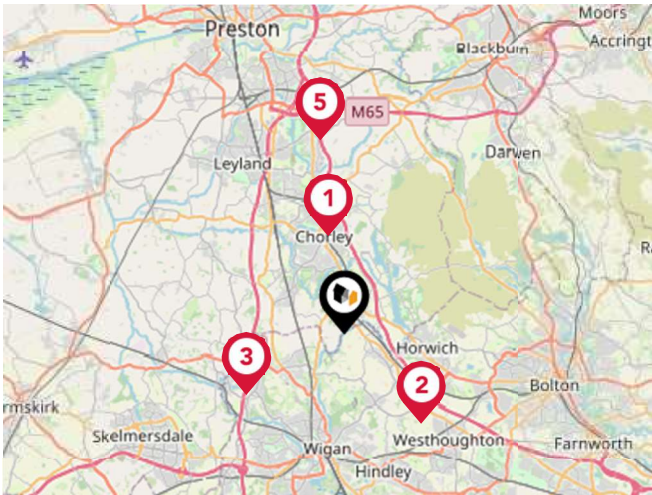 Moors
Preston
Accringt
Blackburn
5
M65
Leyland
Darwen
1
Chorley
R
Horwich
3
2
Bolton
rmskirk
Skelmersdale
Westhoughton
Farnworth
Wigan
Hindley